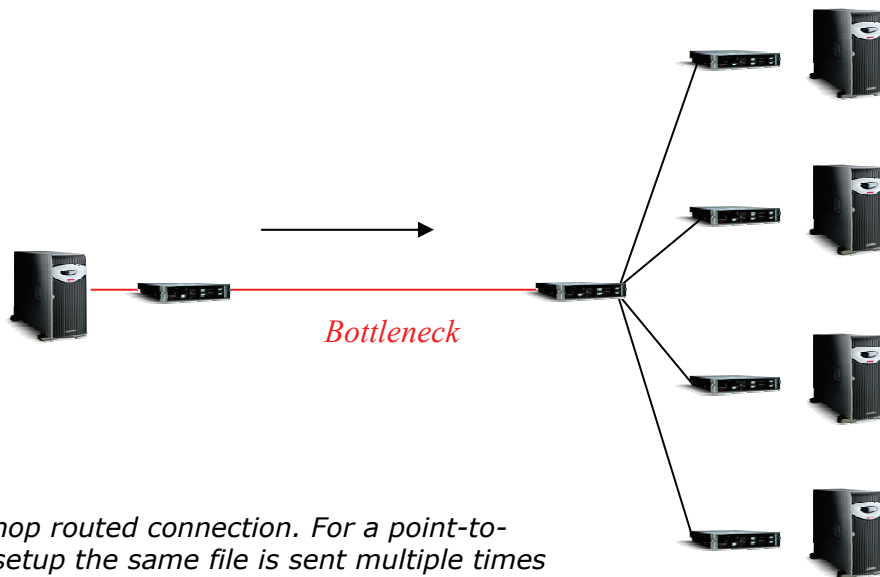 Bottleneck
hop routed connection. For a point-to-
setup the same file is sent multiple times